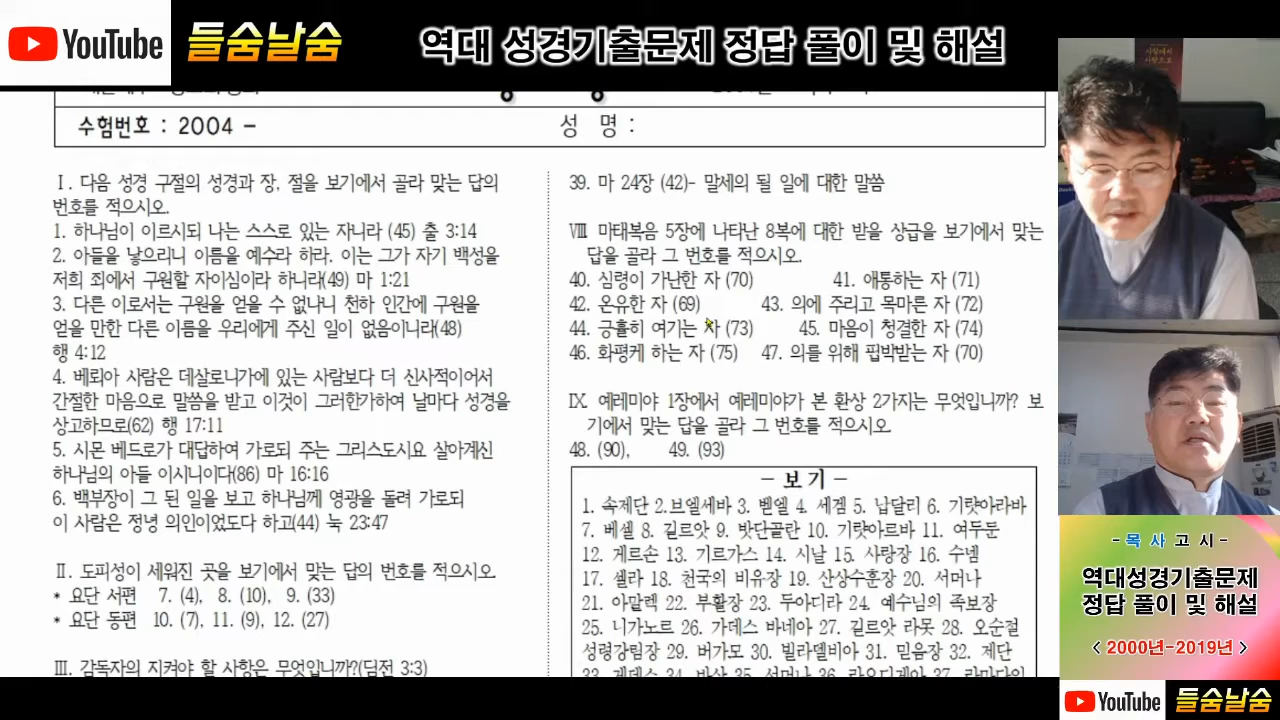 YouTube 들숨날숨
역대 성경기출문제 정답 풀이 및 해설
수험번호 : 2004 -
성 명 :
Ⅰ. 다음 성경 구절의 성경과 장, 절을 보기에서 골라 맞는 답의
번호를 적으시오.
1. 하나님이 이르시되 나는 스스로 있는 자니라 (45) 출 3:14
2. 아들을 낳으리니 이름을 예수라 하라. 이는 그가 자기 백성을
저희 죄에서 구원할 자이심이라 하니라(49) 마 1:21
3. 다른 이로서는 구원을 얻을 수 없나니 천하 인간에 구원을
얻을 만한 다른 이름을 우리에게 주신 일이 없음이니라(48)
행 4:12
4. 베뢰아 사람은 데살로니가에 있는 사람보다 더 신사적이어서
간절한 마음으로 말씀을 받고 이것이 그러한가하여 날마다 성경을
상고하므로(62) 행 17:11
5. 시몬 베드로가 대답하여 가로되 주는 그리스도시요 살아계신
하나님의 아들 이시니이다(86) 마 16:16
6. 백부장이 그 된 일을 보고 하나님께 영광을 돌려 가로되
이 사람은 정녕 의인이었도다 하고(44) 눅 23:47
Ⅱ. 도피성이 세워진 곳을 보기에서 맞는 답의 번호를 적으시오.
* 요단 서편 7. (4), 8. (10), 9. (33)
* 요단 동편 10. (7), 11. (9), 12. (27)
Ⅲ. 감독자의 지켜야 할 사항은 무엇입니까?(딤전 3:3)
39. 마 24장 (42)- 말세의 될 일에 대한 말씀
Ⅷ. 마태복음 5장에 나타난 8복에 대한 받을 상급을 보기에서 맞는
답을 골라 그 번호를 적으시오.
40. 심령이 가난한 자 (70) 41. 애통하는 자 (71)
42. 온유한 자 (69) 43. 의에 주리고 목마른 자 (72)
44. 긍휼히 여기는 자 (73) 45. 마음이 청결한 자 (74)
46. 화평케 하는 자 (75) 47. 의를 위해 핍박받는 자 (70)
Ⅸ. 예레미야 1장에서 예레미야가 본 환상 2가지는 무엇입니까? 보
기에서 맞는 답을 골라 그 번호를 적으시오.
48. (90), 49. (93)
- 보 기 -
1. 속제단 2.브엘세바 3. 벧엘 4. 세겜 5. 납달리 6. 기럇아라바
7. 베셀 8. 길르앗 9. 밧단골란 10. 기럇아르바 11. 여두둔
12. 게르손 13. 기르가스 14. 시날 15. 사랑장 16. 수넴
17. 셀라 18. 천국의 비유장 19. 산상수훈장 20. 서머나
21. 아말렉 22. 부활장 23. 두아디라 24. 예수님의 족보장
25. 니가노르 26. 가데스 바네아 27. 길르앗 라못 28. 오순절
성령강림장 29. 버가모 30. 빌라델비아 31. 믿음장 32. 제단
33. 게데스 34. 바산 35. 서머나 36. 라오디게아 37.
- 목 사 고 시 -
역대성경기출문제
정답 풀이 및 해설
< 2000년-2019년 >
YouTube 들숨날숨